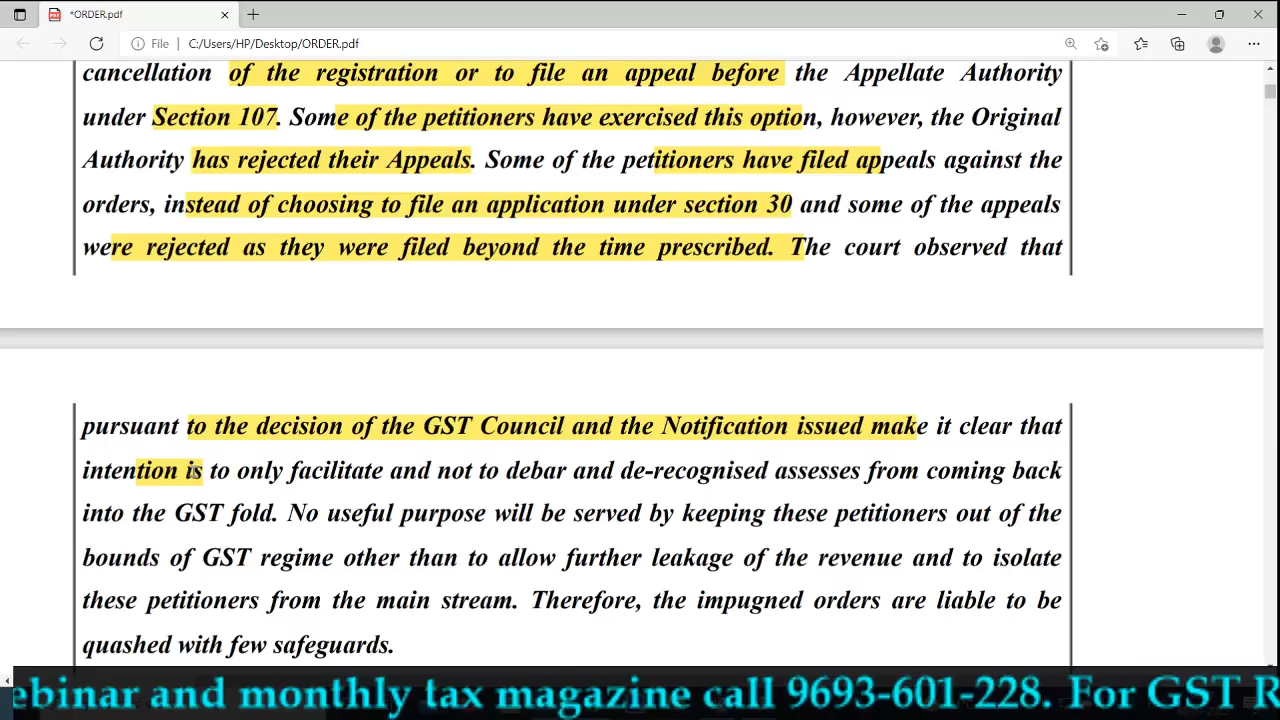 *ORDER.pdf
File
C:/Users/HP/Desktop/ORDER.pdf
cancellation of the registration or to file an appeal before the Appellate Authority
under Section 107. Some of the petitioners have exercised this option, however, the Original
Authority has rejected their Appeals. Some of the petitioners have filed appeals against the
orders, instead of choosing to file an application under section 30 and some of the appeals
were rejected as they were filed beyond the time prescribed. The court observed that
pursuant to the decision of the GST Council and the Notification issued make it clear that
intention is to only facilitate and not to debar and de-recognised assesses from coming back
into the GST fold. No useful purpose will be served by keeping these petitioners out of the
bounds of GST regime other than to allow further leakage of the revenue and to isolate
these petitioners from the main stream. Therefore, the impugned orders are liable to be
quashed with few safeguards.
ebinar and monthly tax magazine call 9693-601-228. For GST R